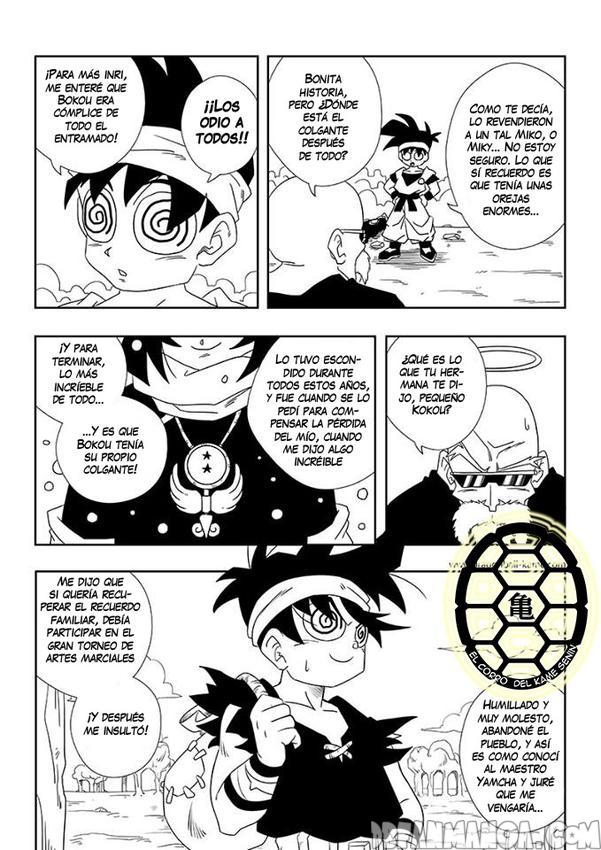 ¡PARA MÁS INRI,
ME ENTERÉ QUE
BOKOU ERA
CÓMPLICE DE
TODO EL
ENTRAMADO!
¡¡LOS
ODIO A
TODOS!!
BONITA
HISTORIA,
PERO ¿DÓNDE
ESTÁ EL
COLGANTE
DESPUÉS
DE TODO?
COMO TE DECÍA,
LO REVENDIERON
A UN TAL MIKO, O
MIKY... NO ESTOY
SEGURO. LO QUE
SÍ RECUERDO ES
ES QUE TENÍA UNAS
OREJAS
ENORMES...
¡Y PARA
TERMINAR,
LO MÁS
INCREÍBLE
DE TODO...
...Y ES QUE
BOKOU TENÍA
SU PROPIO
COLGANTE!
LO TUVO ESCON-
DIDO DURANTE
TODOS ESTOS AÑOS,
Y FUE CUANDO SE LO
PEDÍ PARA COM-
PENSAR LA PÉRDIDA
DEL MÍO, CUANDO
ME DIJO ALGO
INCREÍBLE
¿QUÉ ES LO
QUE TU HER-
MANA TE DI-
JO, PEQUEÑO
KOKOU?
亀
EL CORRO DEL KAME SENIN
ME DIJO QUE
SI QUERÍA RECU-
PERAR EL RECUERDO
FAMILIAR, DEBÍA
PARTICIPAR EN EL
GRAN TORNEO DE
ARTES MARCIALES
¡Y DESPUÉS
ME INSULTÓ!
HUMILLADO Y
MUY MOLESTO,
ABANDONÉ EL
PUEBLO, Y ASÍ
ES COMO CONOCÍ
AL MAESTRO
YAMCHA Y JURÉ
QUE ME
VENGARÍA...